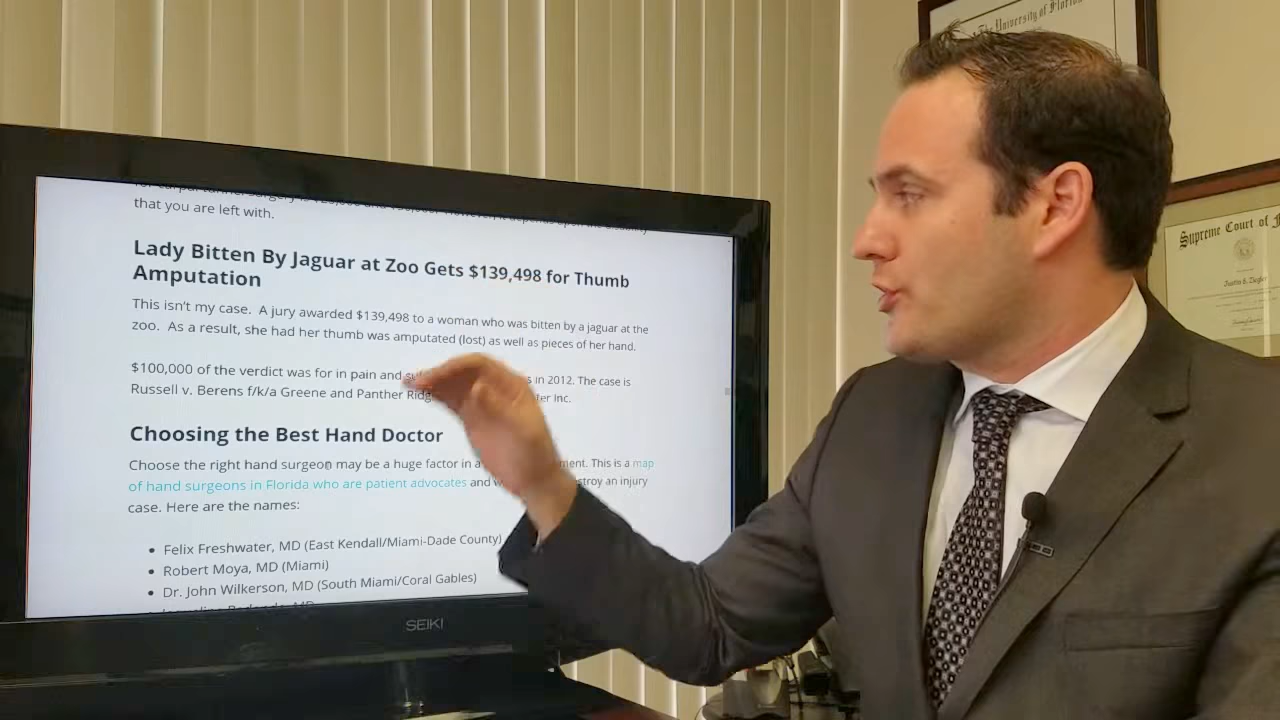 The University of Florida
that you are left with.
Lady Bitten By Jaguar at Zoo Gets $139,498 for Thumb
Amputation
This isn't my case. A jury awarded $139,498 to a woman who was bitten by a jaguar at the
zoo. As a result, she had her thumb was amputated (lost) as well as pieces of her hand.
$100,000 of the verdict was for in pain and in 2012. The case is
Russell v. Berens f/k/a Greene and Panther Inc.
Choosing the Best Hand Doctor
Choose the right hand surgeon may be a huge factor in a This is a map
of hand surgeons in Florida who are patient advocates and an injury
case. Here are the names:
Felix Freshwater, MD (East Kendall/Miami-Dade County)
Robert Moya, MD (Miami)
Dr. John Wilkerson, MD (South Miami/Coral Gables)
SEIKI
Supreme Court of
Justin S. Ziegler